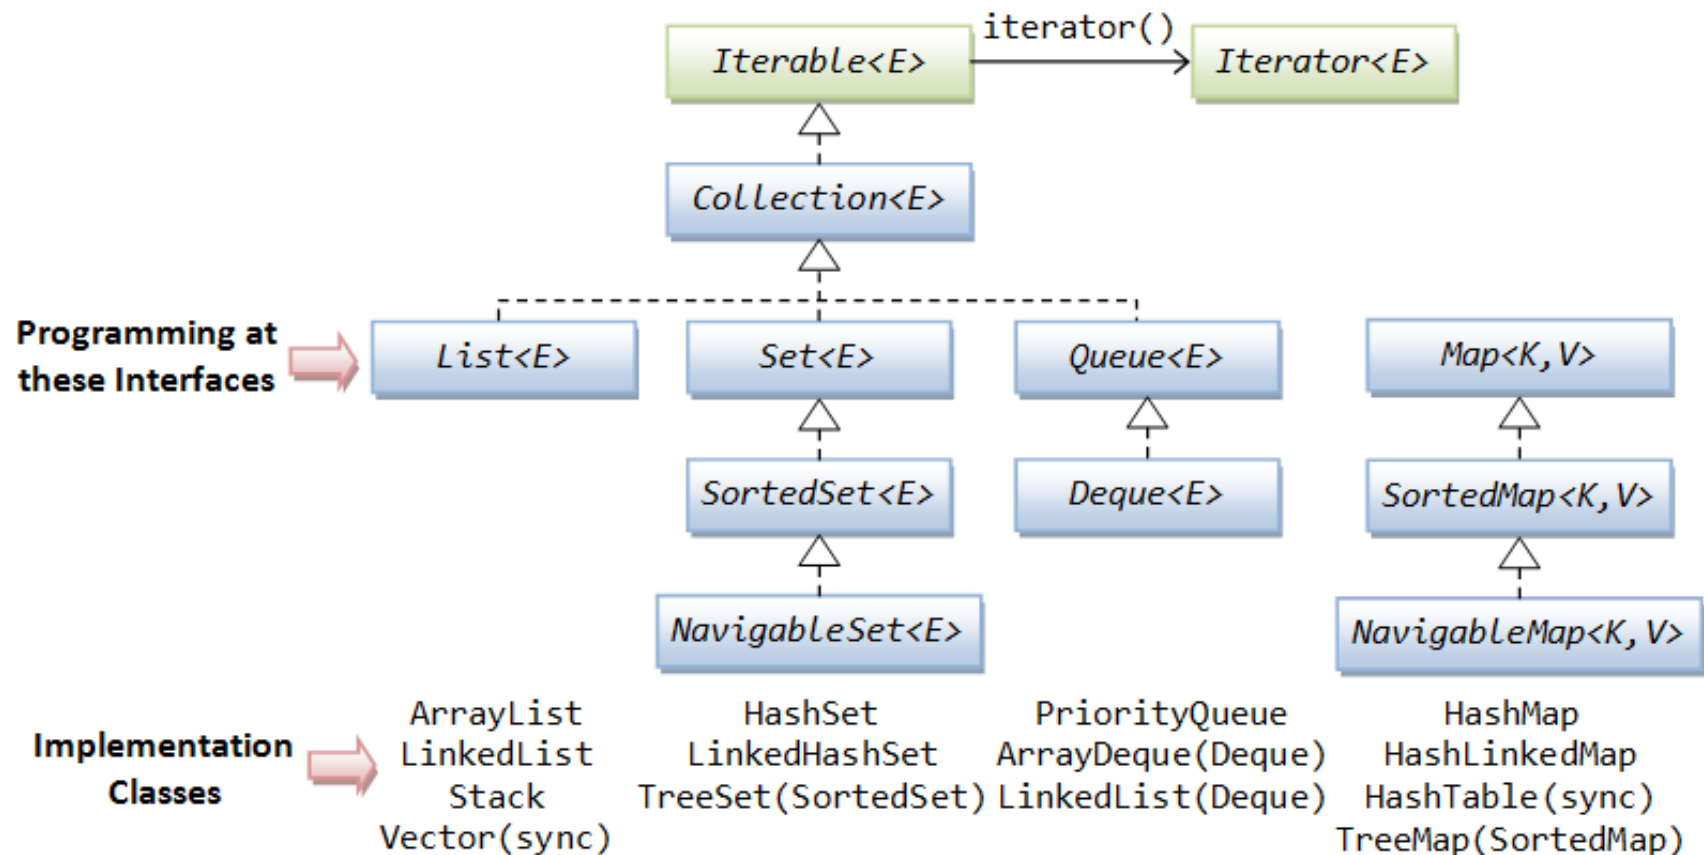 iterator()
Iterable<E>
Iterator<E>
Collection<E>
Programming at
these Interfaces
List<E>
Set<E>
Queue<E>
Map<K,V>
SortedSet<E>
Deque<E>
SortedMap<K,V>
NavigableSet<E>
NavigableMap<K,V>
Implementation
Classes
ArrayList
LinkedList
Stack
Vector(sync)
HashSet
LinkedHashSet
TreeSet(SortedSet)
PriorityQueue
ArrayDeque(Deque)
LinkedList(Deque)
HashMap
HashLinkedMap
HashTable(sync)
TreeMap(SortedMap)